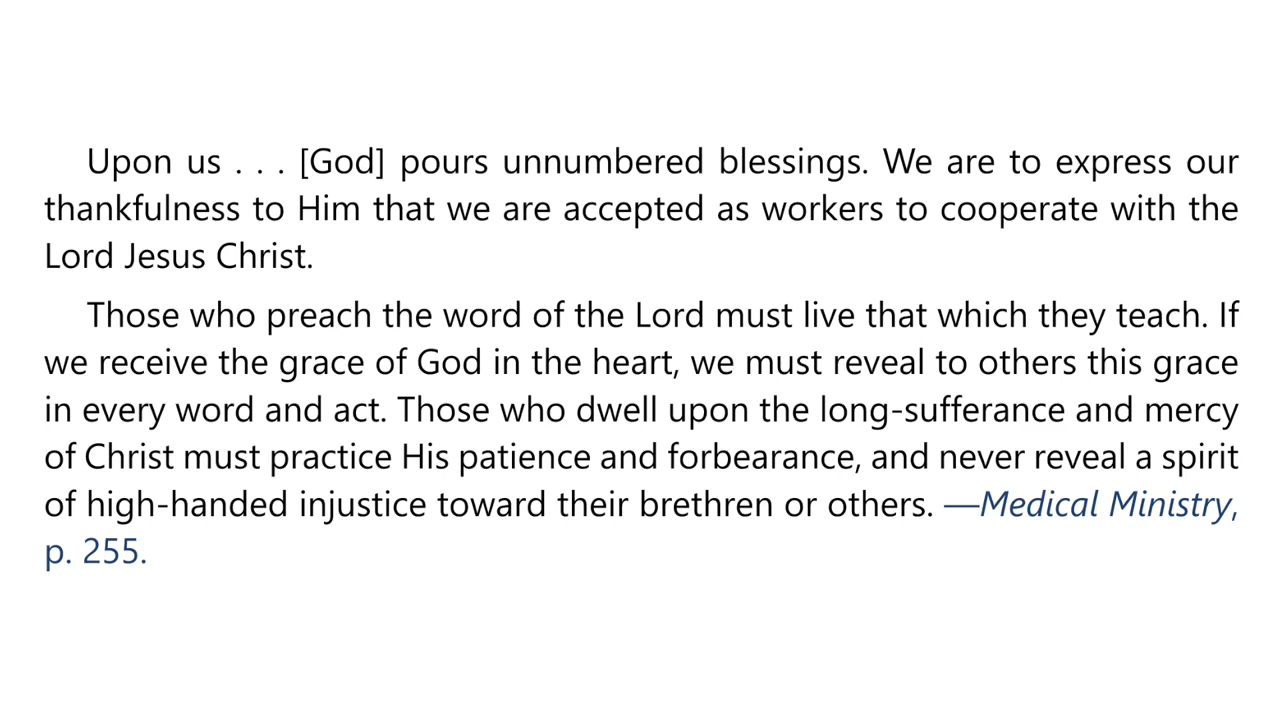 Upon us . . . [God] pours unnumbered blessings. We are to express our
thankfulness to Him that we are accepted as workers to cooperate with the
Lord Jesus Christ.
Those who preach the word of the Lord must live that which they teach. If
we receive the grace of God in the heart, we must reveal to others this grace
in every word and act. Those who dwell upon the long-sufferance and mercy
of Christ must practice His patience and forbearance, and never reveal a spirit
of high-handed injustice toward their brethren or others. —Medical Ministry,
p. 255.